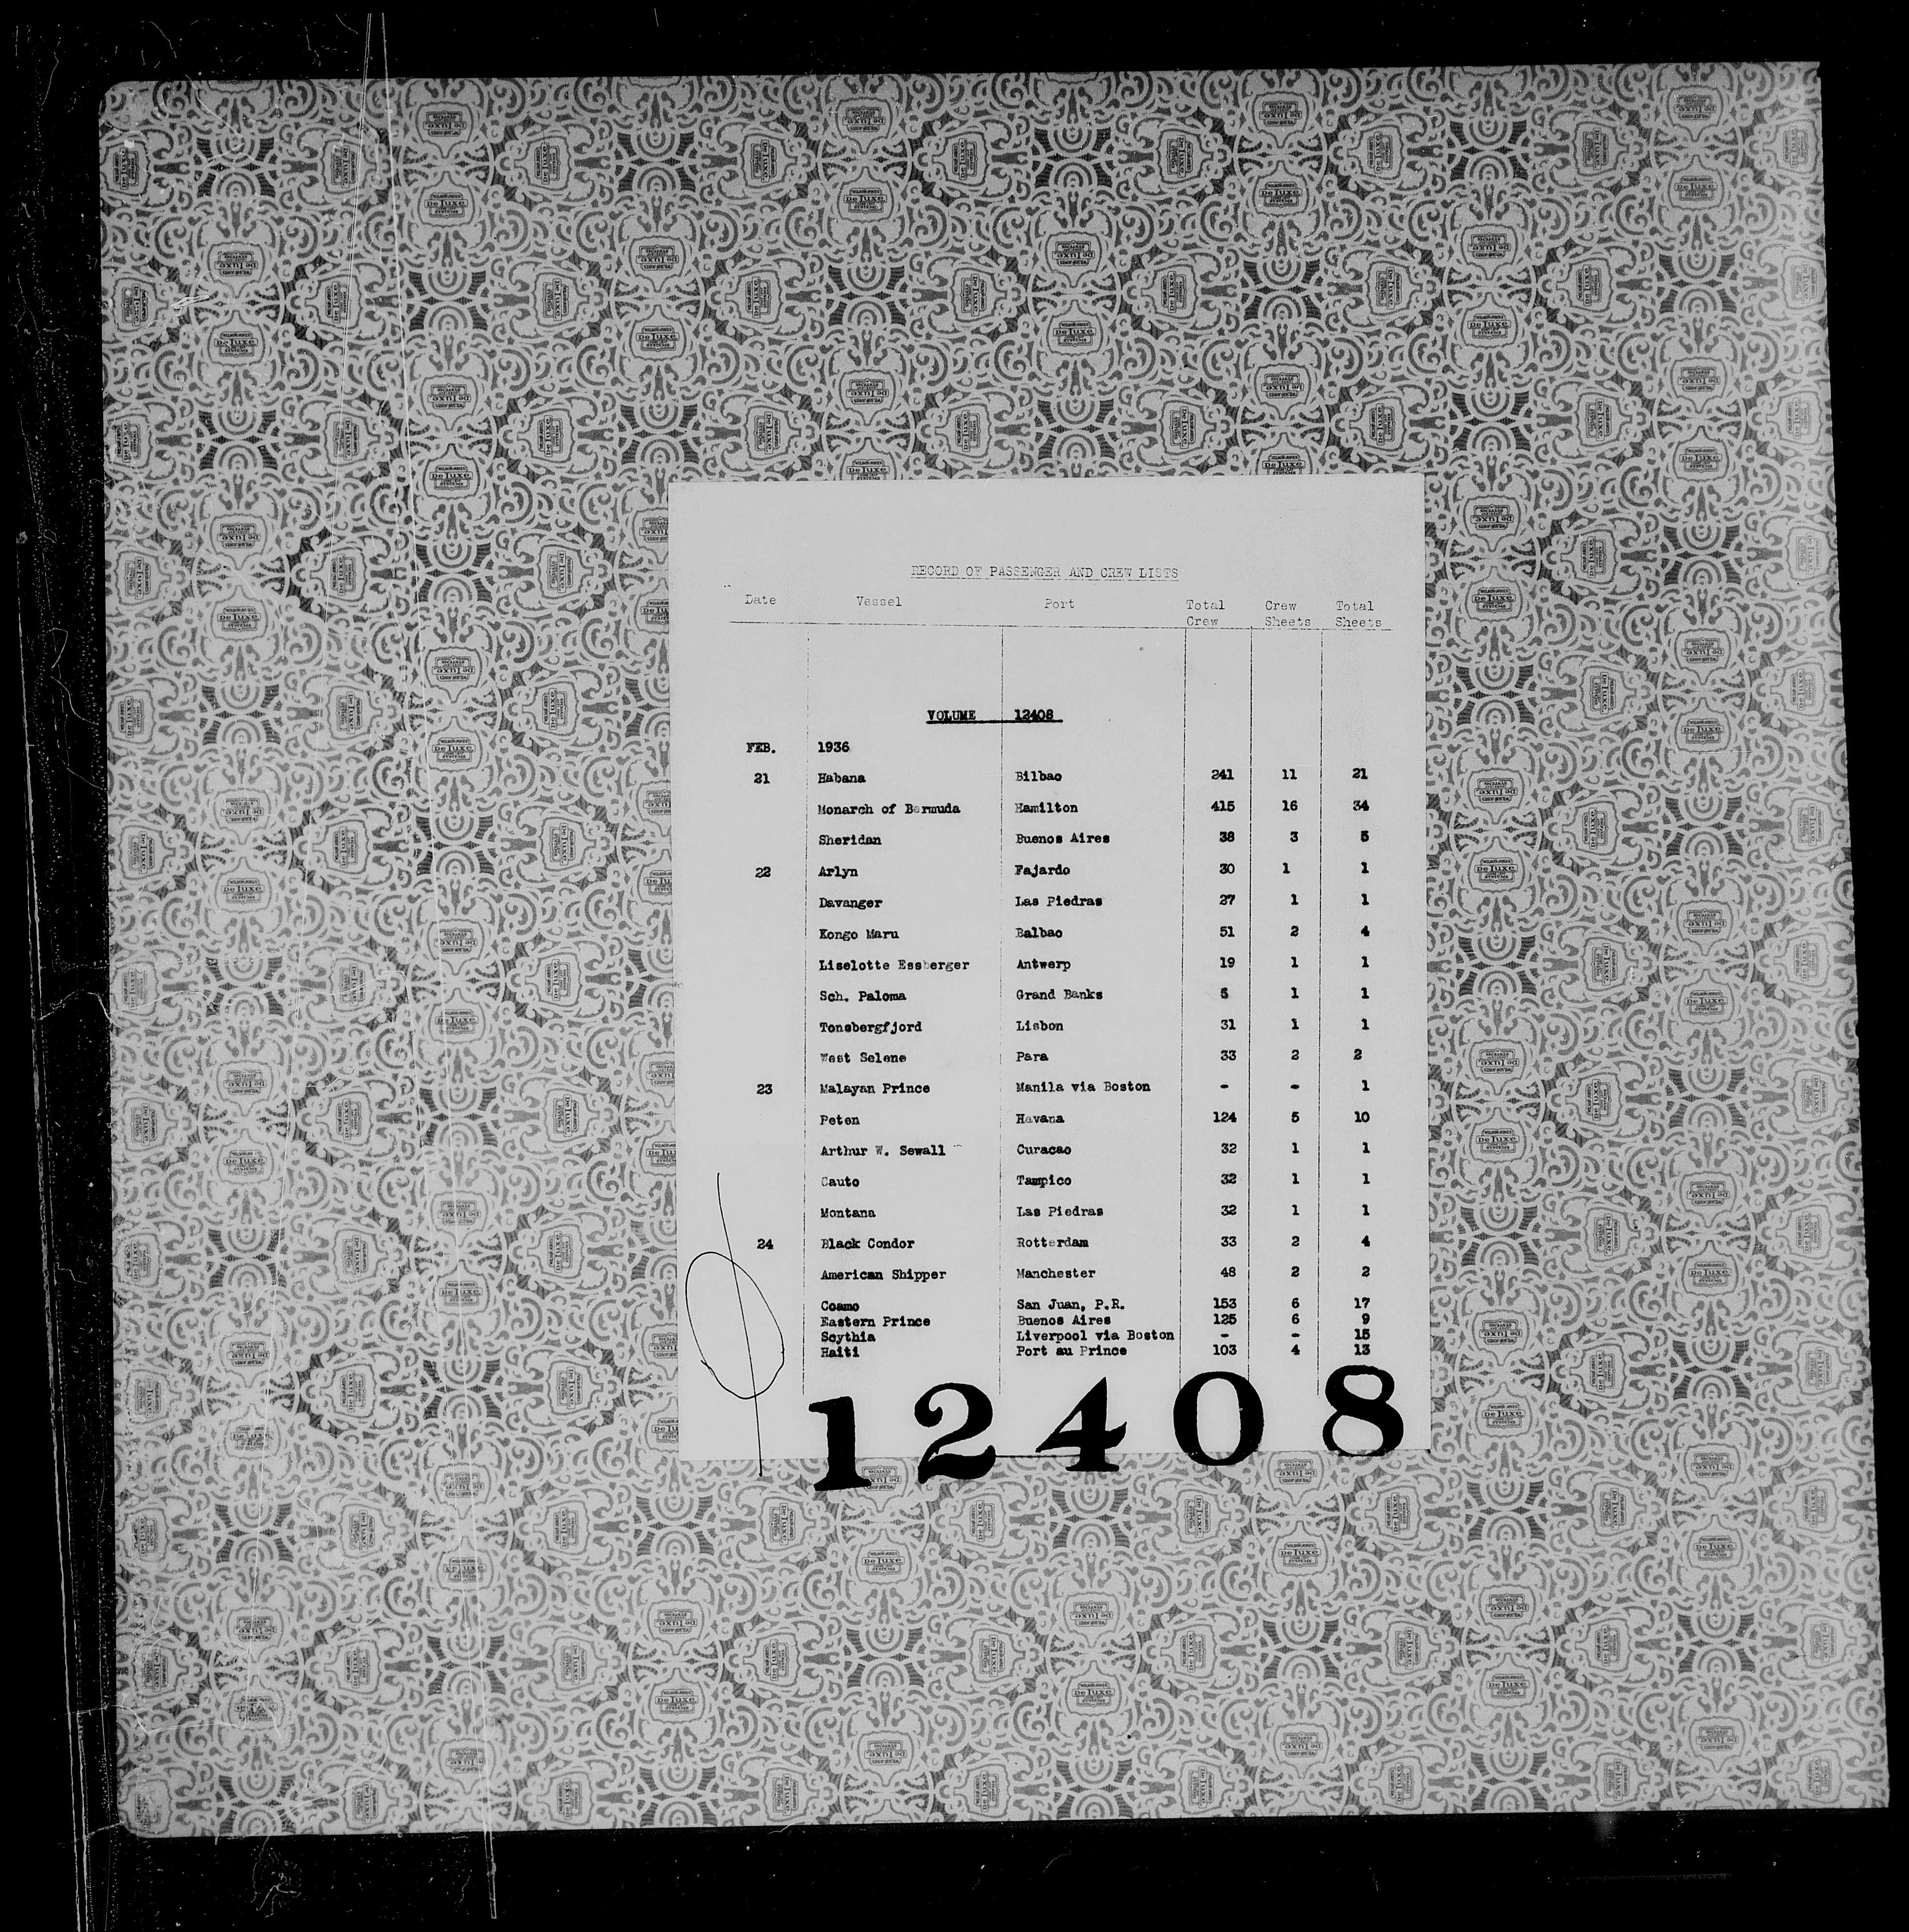 RECORD OF PASSENGER AND CREW LISTS
Date Vessel Port Total Crew Crew Sheets Total Sheets
VOLUME 12408
FEB. 1936
21 Habana Bilbao 241 11 21
Monarch of Bermuda Hamilton 415 16 34
Sheridan Buenos Aires 38 3 5
22 Arlyn Fajardo 30 1 1
Davanger Las Piedras 27 1 1
Kongo Maru Balbao 51 2 4
Liselotte Essberger Antwerp 19 1 1
Sch. Paloma Grand Banks 5 1 1
Tonsbergfjord Lisbon 31 1 1
West Selene Para 33 2 2
23 Malayan Prince Manila via Boston - - 1
Peten Havana 124 5 10
Arthur W. Sewall Curacao 32 1 1
Cauto Tampico 32 1 1
Montana Las Piedras 32 1 1
24 Black Condor Rotterdam 33 2 4
American Shipper Manchester 48 2 2
Coamo San Juan, P.R. 153 6 17
Eastern Prince Buenos Aires 125 6 9
Scythia Liverpool via Boston - - 15
Haiti Port au Prince 103 4 13
12408
WILSON-JONES
De Luxe
SYSTEMS